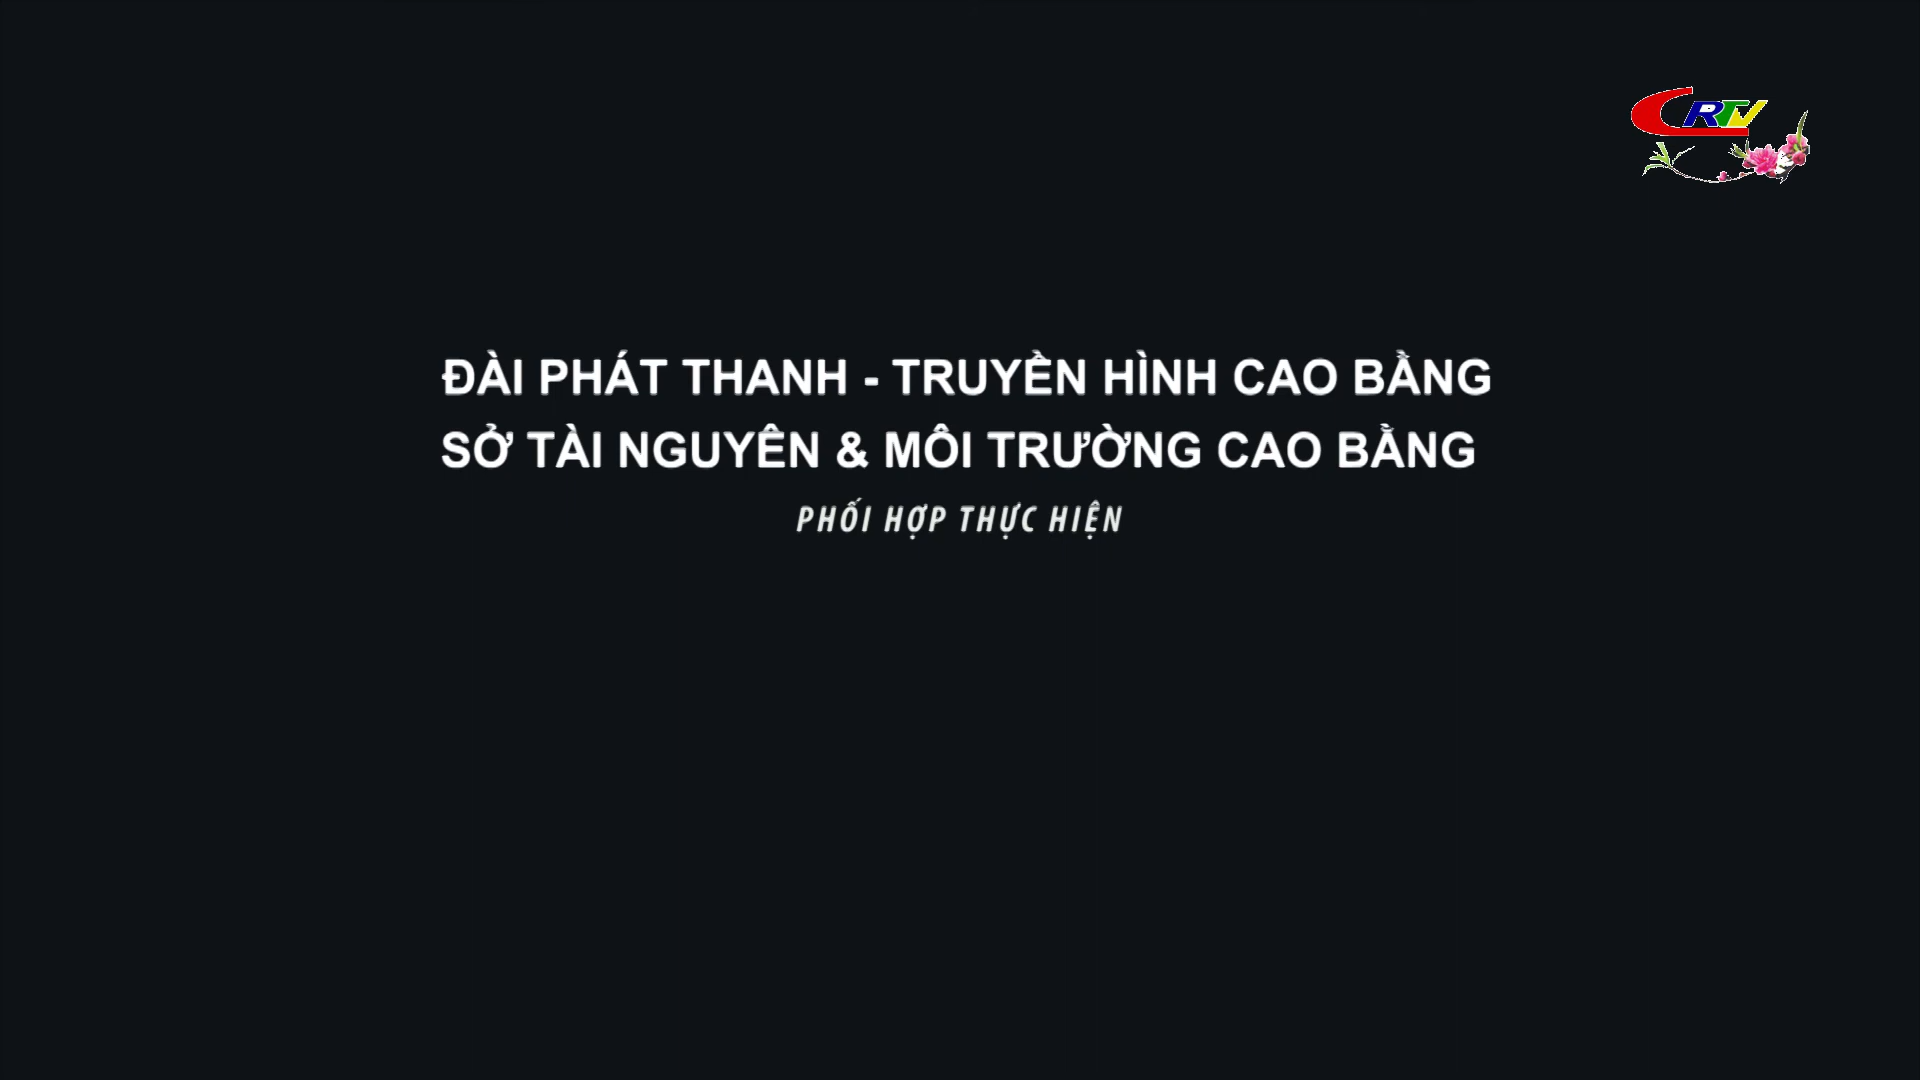 CRTV
ĐÀI PHÁT THANH - TRUYỀN HÌNH CAO BẰNG
SỞ TÀI NGUYÊN & MÔI TRƯỜNG CAO BẰNG
PHỐI HỢP THỰC HIỆN